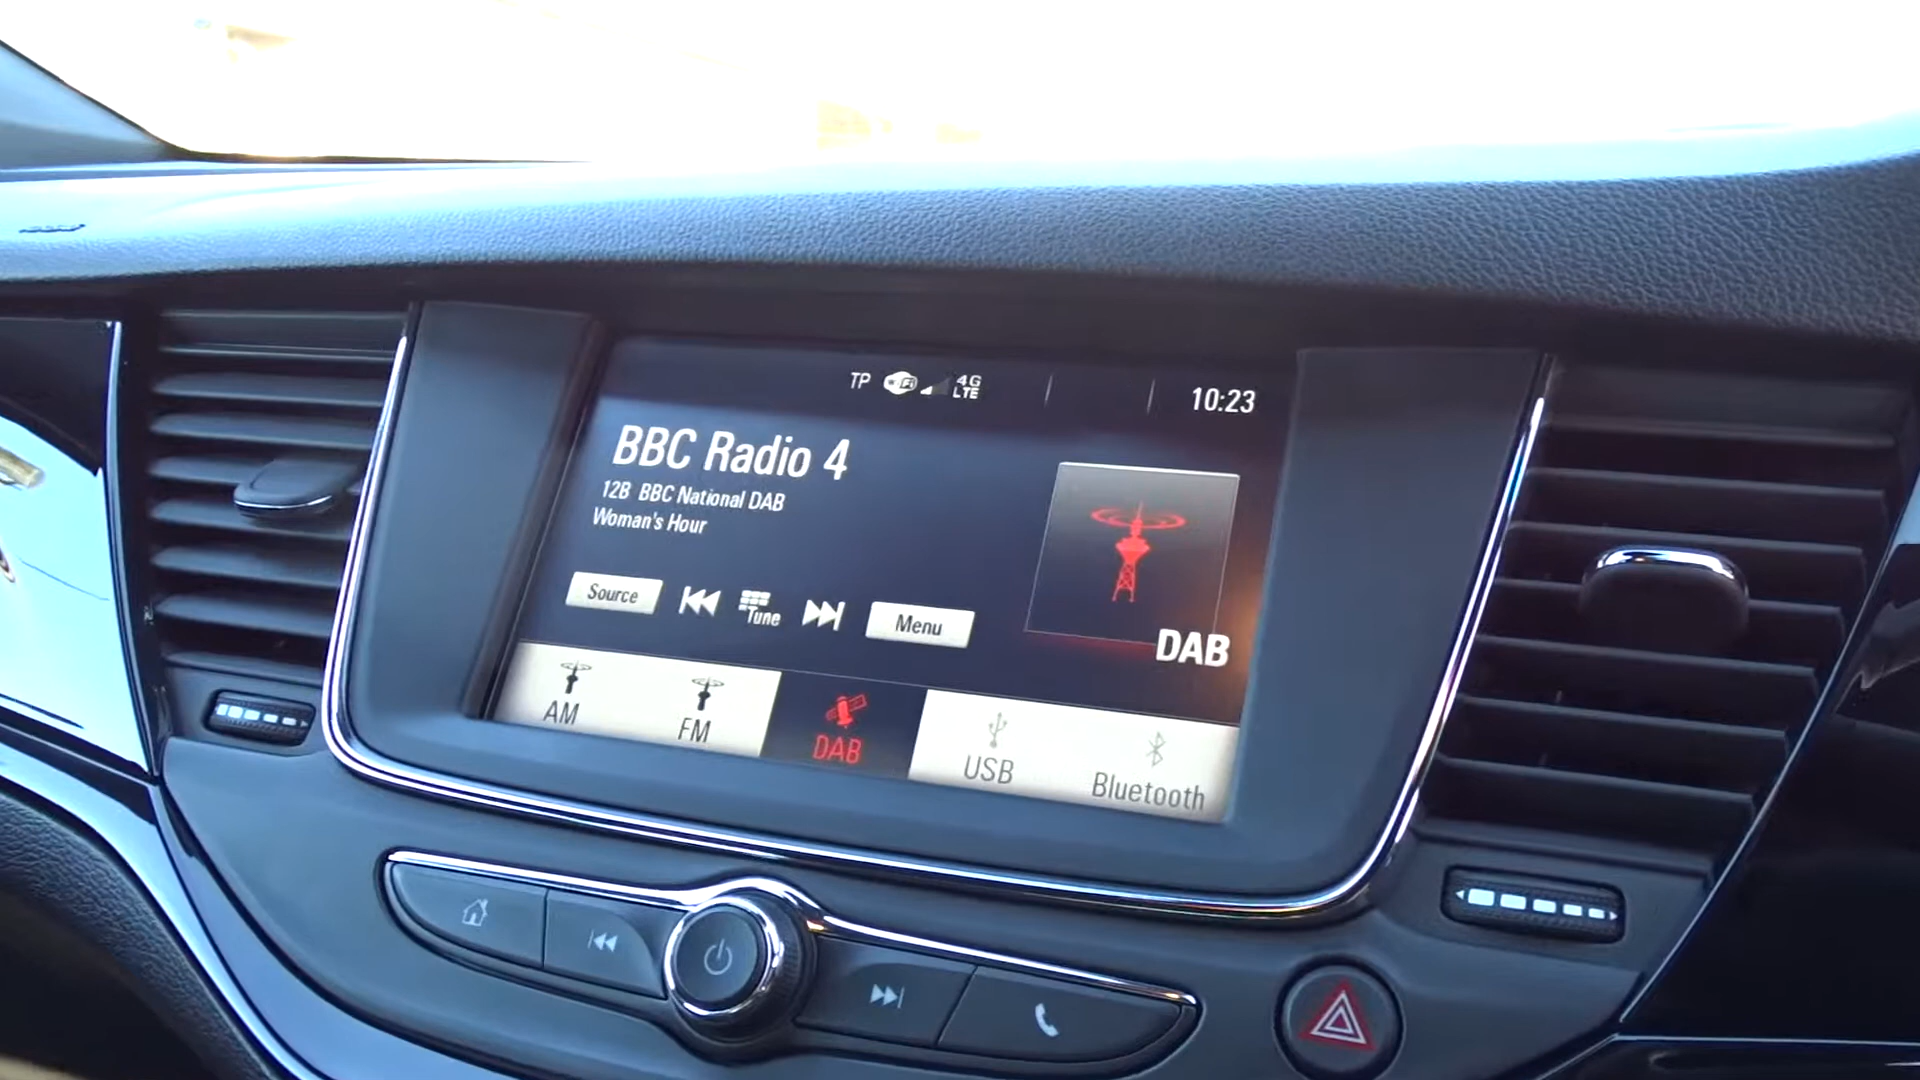 TP WiFi 4G LTE 10:23
BBC Radio 4
12B BBC National DAB
Woman's Hour
Source Tune Menu
DAB
AM FM DAB USB Bluetooth